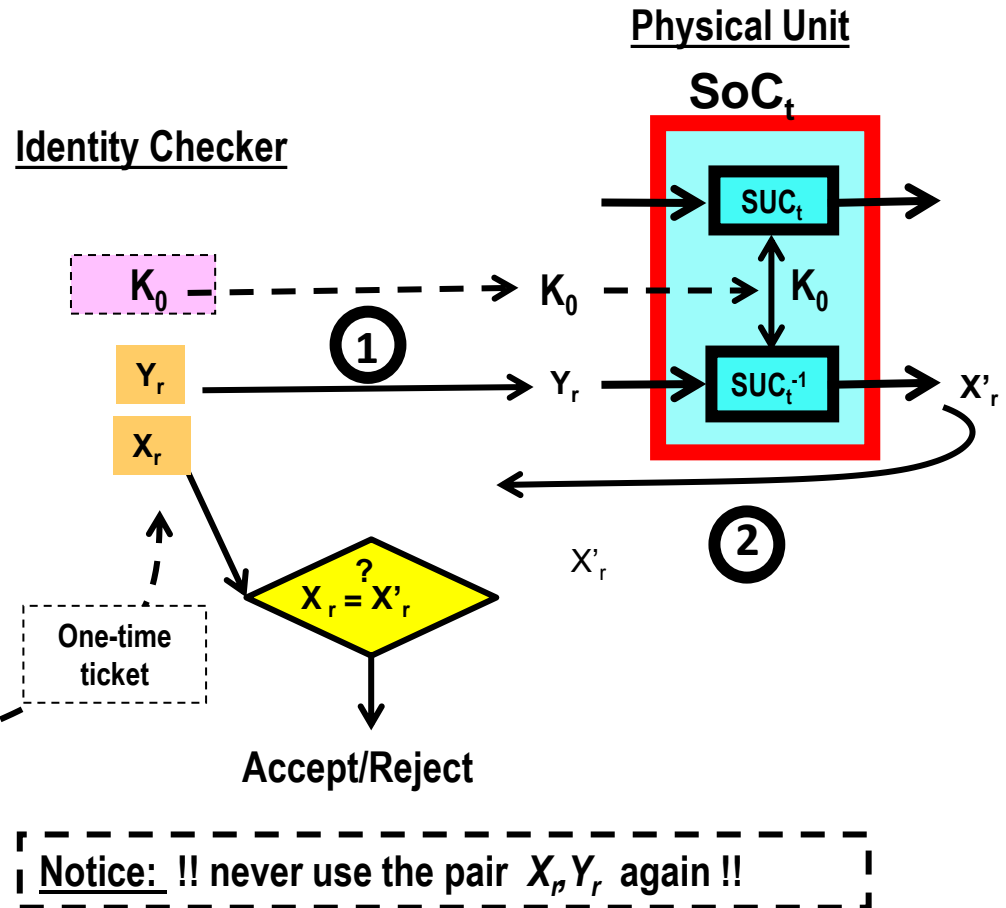 Physical Unit
SoCₜ
Identity Checker
SUCₜ
K₀
K₀
K₀
1
Yᵣ
Yᵣ
SUCₜ⁻¹
X'ᵣ
Xᵣ
2
X'ᵣ
?
X ᵣ = X’ᵣ
One-time
ticket
Accept/Reject
Notice: !! never use the pair Xᵣ,Yᵣ again !!